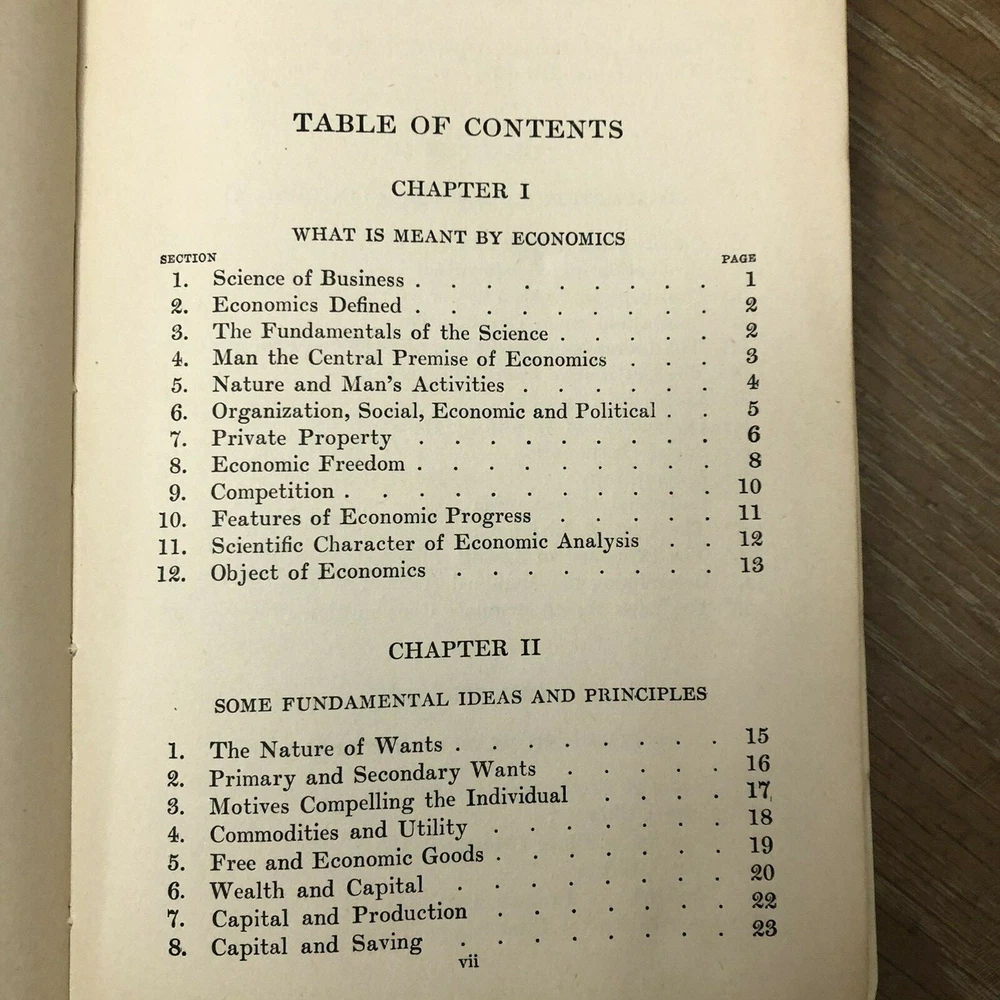 TABLE OF CONTENTS
CHAPTER I
WHAT IS MEANT BY ECONOMICS
SECTION PAGE
1. Science of Business . . . . . . . . . 1
2. Economics Defined . . . . . . . . . 2
3. The Fundamentals of the Science . . . . . 2
4. Man the Central Premise of Economics . . . 3
5. Nature and Man's Activities . . . . . . 4
6. Organization, Social, Economic and Political . . 5
7. Private Property . . . . . . . . . 6
8. Economic Freedom . . . . . . . . . 8
9. Competition . . . . . . . . . . . 10
10. Features of Economic Progress . . . . . 11
11. Scientific Character of Economic Analysis . . 12
12. Object of Economics . . . . . . . . 13
CHAPTER II
SOME FUNDAMENTAL IDEAS AND PRINCIPLES
1. The Nature of Wants . . . . . . . . 15
2. Primary and Secondary Wants . . . . . 16
3. Motives Compelling the Individual . . . . 17
4. Commodities and Utility . . . . . . . 18
5. Free and Economic Goods . . . . . . . 19
6. Wealth and Capital . . . . . . . . 20
7. Capital and Production . . . . . . . 22
8. Capital and Saving . . . . . . . . 23
vii